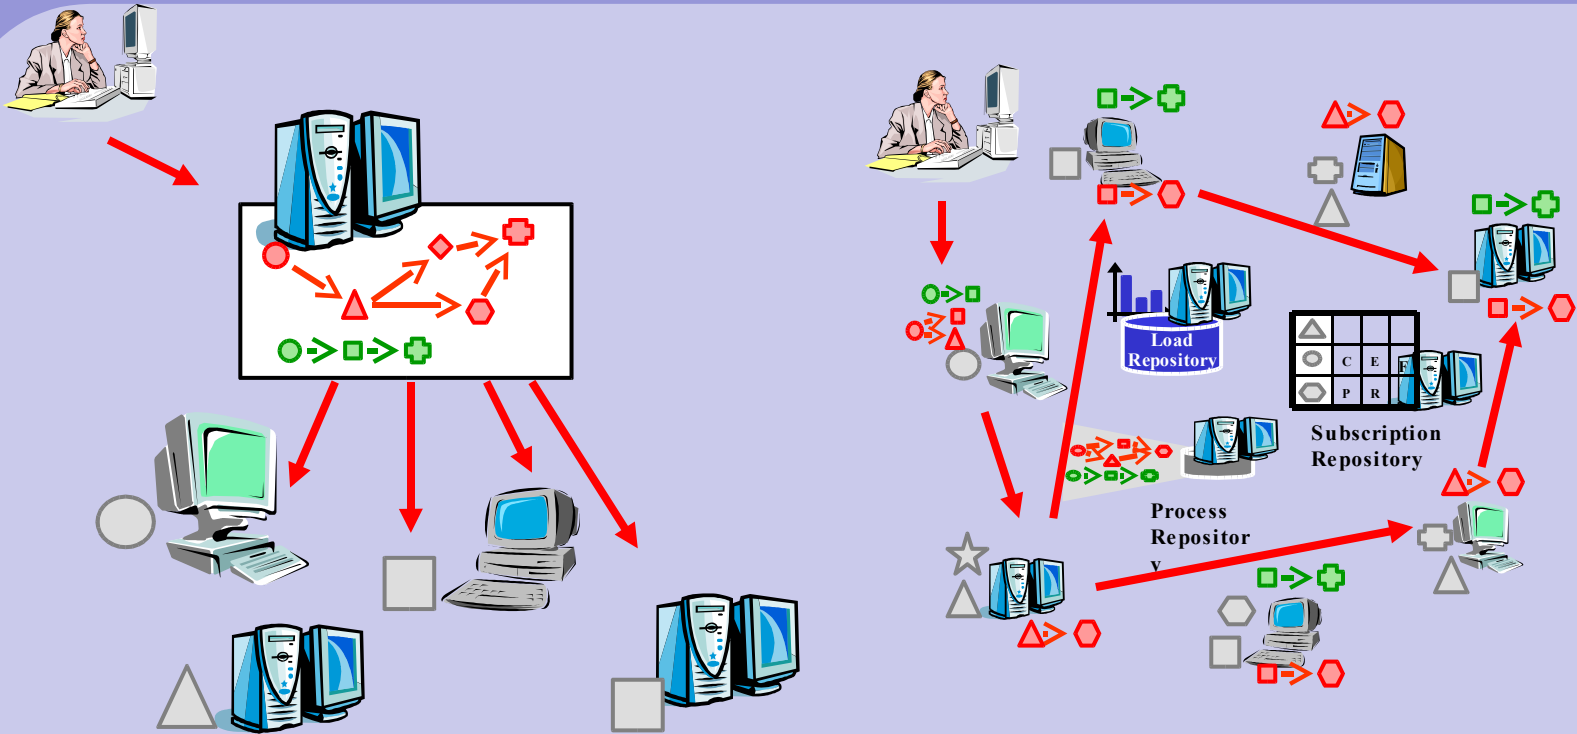 Load
Repository
C E F
P R
Subscription
Repository
Process
Repositor
y